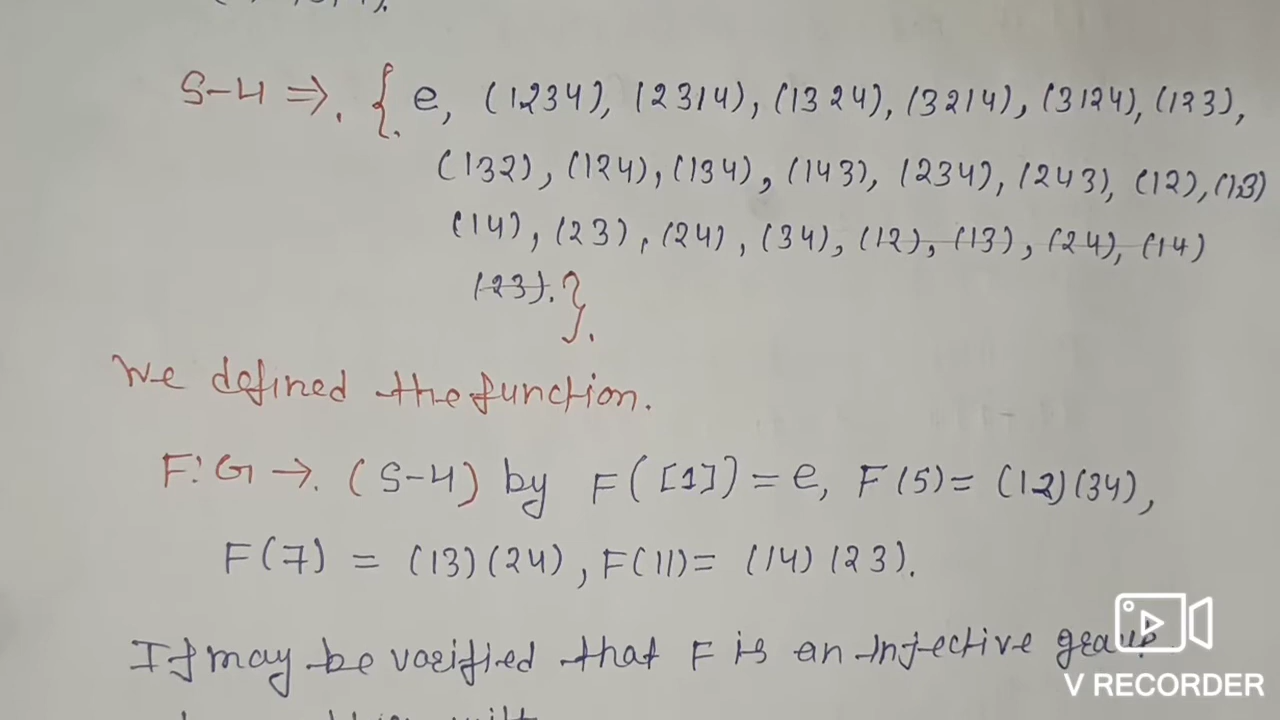 S-4 ⇒. { e, (1234), (2314), (1324), (3214), (3124), (123),
(132), (124), (134), (143), (234), (243), (12), (13)
(14), (23), (24), (34), (12), (13), (24), (14)
(23). }.
We defined the function.
F: G →. (S-4) by F([1]) = e, F(5) = (12)(34),
F(7) = (13)(24), F(11) = (14)(23).
It may be varified that F is an injective group
V RECORDER